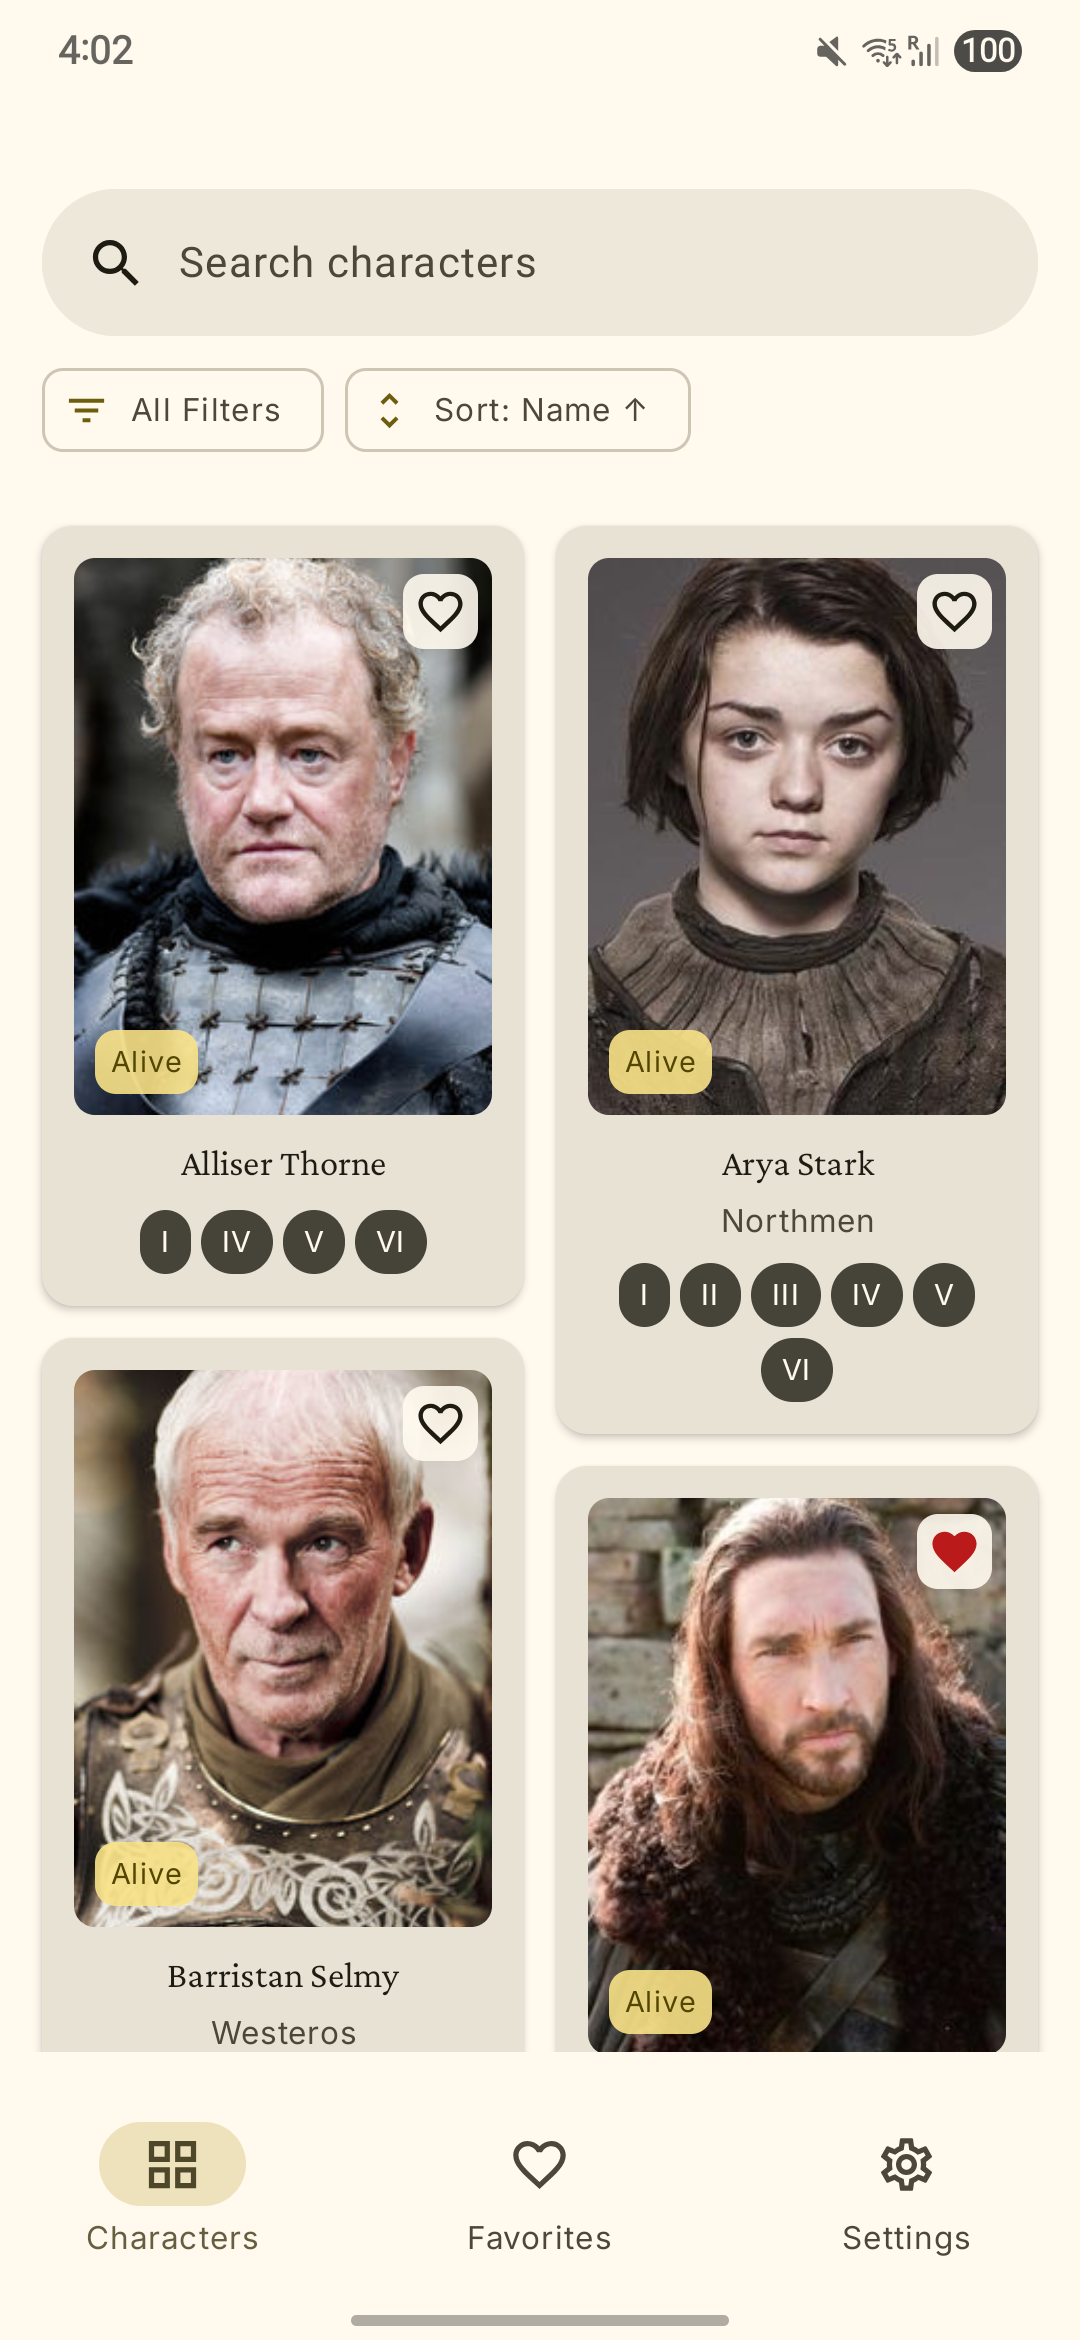 4:02
5 R 100
Search characters
All Filters
Sort: Name ↑
Alive
Alliser Thorne
I IV V VI
Alive
Arya Stark
Northmen
I II III IV V
VI
Alive
Barristan Selmy
Westeros
Alive
Characters
Favorites
Settings